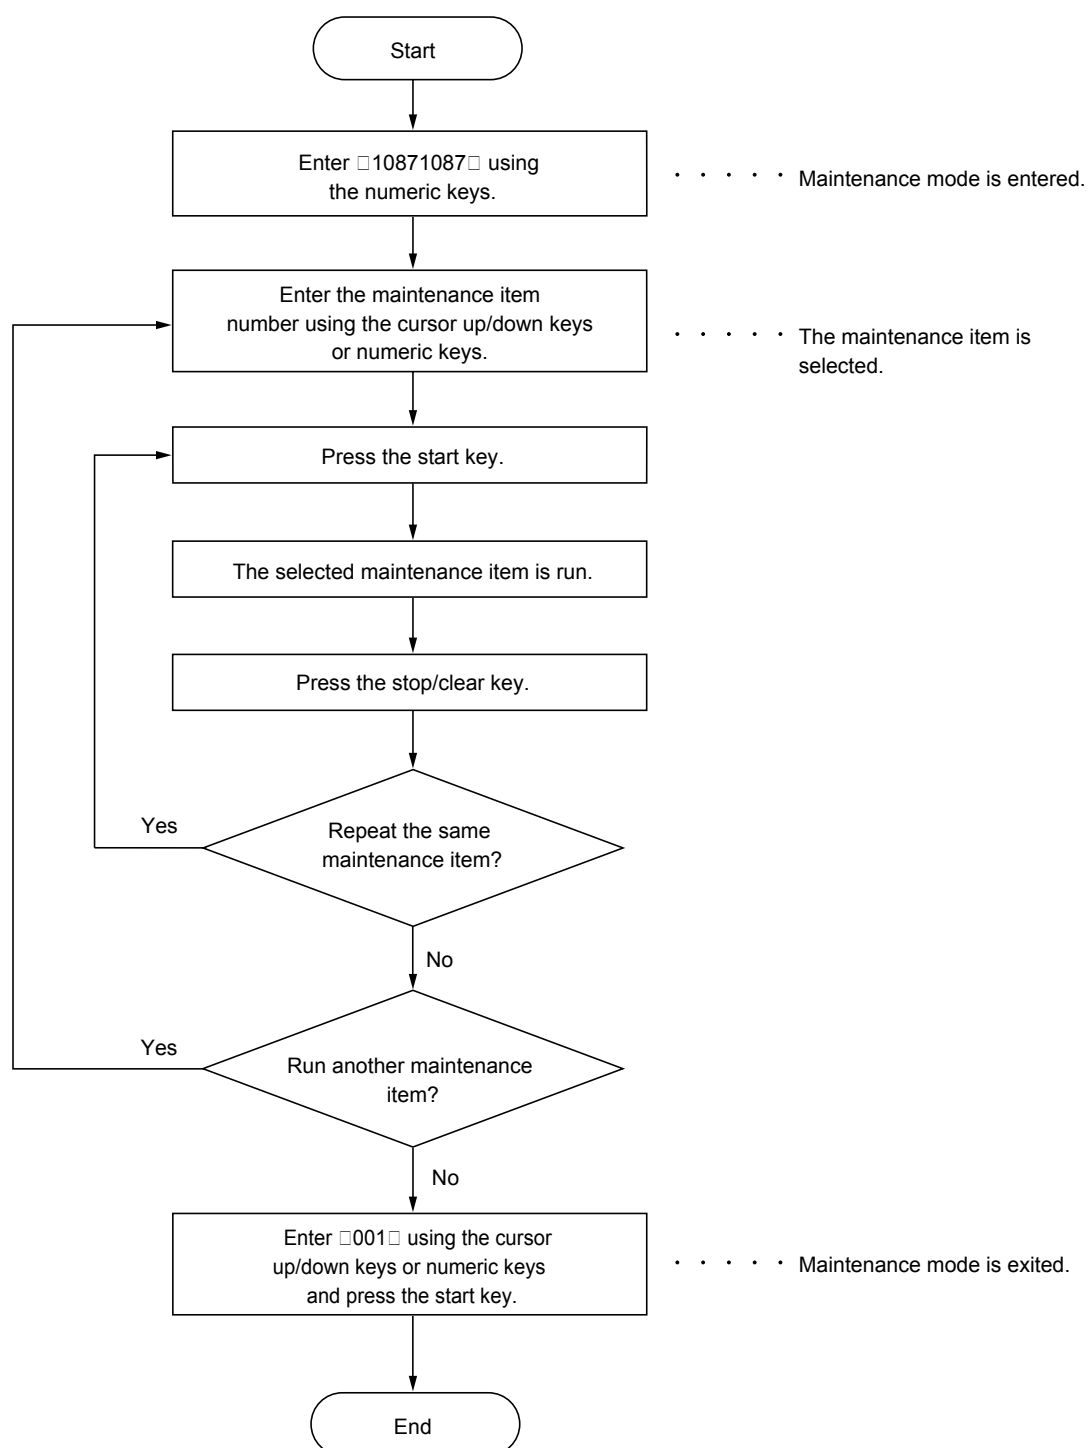 Start
Enter □10871087□ using
the numeric keys.
· · · · · Maintenance mode is entered.
Enter the maintenance item
number using the cursor up/down keys
or numeric keys.
· · · · · The maintenance item is
selected.
Press the start key.
The selected maintenance item is run.
Press the stop/clear key.
Yes
Repeat the same
maintenance item?
No
Yes
Run another maintenance
item?
No
Enter □001□ using the cursor
up/down keys or numeric keys
and press the start key.
· · · · · Maintenance mode is exited.
End